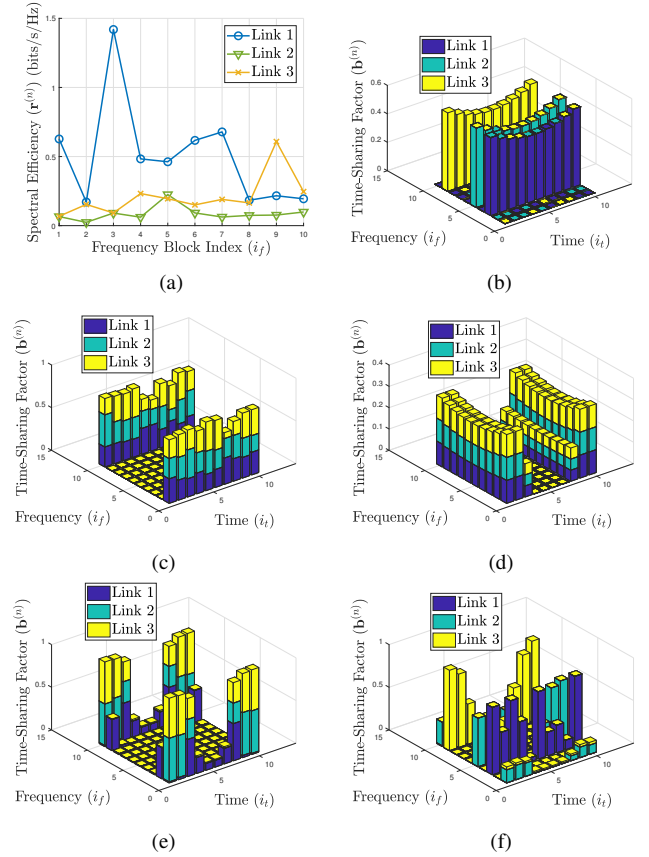 Spectral Efficiency (r⁽ⁿ⁾) (bits/s/Hz)
1.5
1
0.5
0
1 2 3 4 5 6 7 8 9 10
Frequency Block Index (i_f)
Link 1
Link 2
Link 3
(a)
Time-Sharing Factor (b⁽ⁿ⁾)
0.6
0.4
0.2
0
15
10
5
0
Frequency (i_f)
0
5
10
Time (i_t)
Link 1
Link 2
Link 3
(b)
Time-Sharing Factor (b⁽ⁿ⁾)
1
0.5
0
15
10
5
0
Frequency (i_f)
0
5
10
Time (i_t)
Link 1
Link 2
Link 3
(c)
Time-Sharing Factor (b⁽ⁿ⁾)
0.4
0.3
0.2
0.1
0
15
10
5
0
Frequency (i_f)
0
5
10
Time (i_t)
Link 1
Link 2
Link 3
(d)
Time-Sharing Factor (b⁽ⁿ⁾)
1
0.5
0
15
10
5
0
Frequency (i_f)
0
5
10
Time (i_t)
Link 1
Link 2
Link 3
(e)
Time-Sharing Factor (b⁽ⁿ⁾)
1
0.5
0
15
10
5
0
Frequency (i_f)
0
5
10
Time (i_t)
Link 1
Link 2
Link 3
(f)